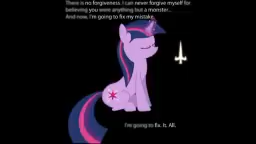 There is no forgiveness. I can never forgive myself for
believing you were anything but a monster...
And now, I'm going to fix my mistake.
I'm going to fix. It. All.